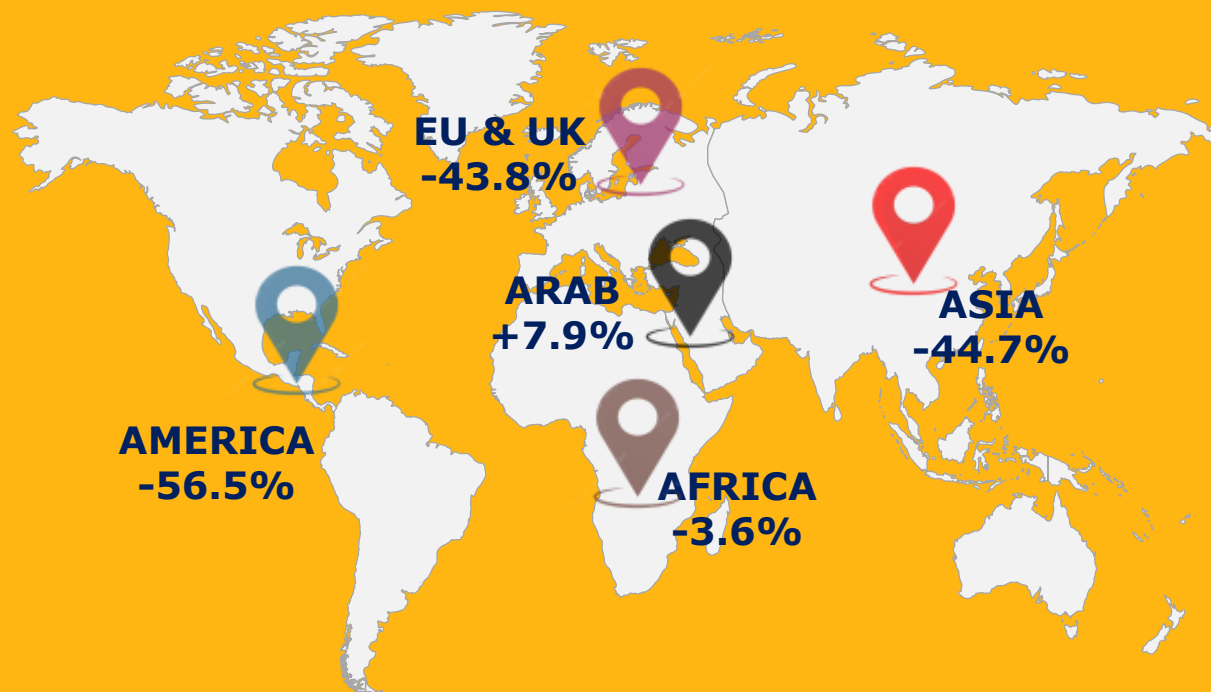 EU & UK
-43.8%
ARAB
+7.9%
ASIA
-44.7%
AMERICA
-56.5%
AFRICA
-3.6%